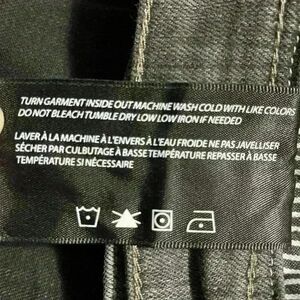 TURN GARMENT INSIDE OUT MACHINE WASH COLD WITH LIKE COLORS
DO NOT BLEACH TUMBLE DRY LOW LOW IRON IF NEEDED
LAVER À LA MACHINE À L'ENVERS À L'EAU FROIDE NE PAS JAVELLISER
SÉCHER PAR CULBUTAGE À BASSE TEMPÉRATURE REPASSER À BASSE
TEMPÉRATURE SI NÉCESSAIRE